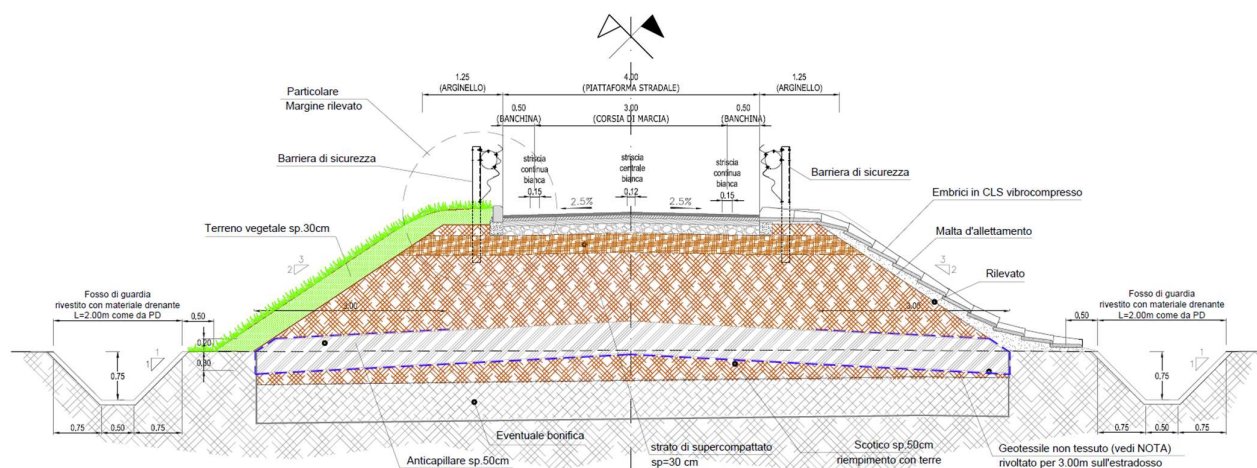 1.25
(ARGINELLO)
4.00
(PIATTAFORMA STRADALE)
1.25
(ARGINELLO)
Particolare
Margine rilevato
0.50
(BANCHINA)
3.00
(CORSIA DI MARCIA)
0.50
(BANCHINA)
Barriera di sicurezza
striscia
continua
bianca
0.15
striscia
centrale
bianca
0.12
striscia
continua
bianca
0.15
Barriera di sicurezza
2.5%
2.5%
Embrici in CLS vibrocompresso
Terreno vegetale sp.30cm
Malta d'allettamento
3
2
3
2
Rilevato
Fosso di guardia
rivestito con materiale drenante
L=2.00m come da PD
0.50
3.00
3.00
0.50
Fosso di guardia
rivestito con materiale drenante
L=2.00m come da PD
0.20
0.30
1
1
0.75
1
1
0.75
0.75
0.50
0.75
0.75
0.50
0.75
Eventuale bonifica
Anticapillare sp.50cm
strato di supercompattato
sp=30 cm
Scotico sp.50cm
riempimento con terre
Geotessile non tessuto (vedi NOTA)
rivoltato per 3.00m sull'estradosso